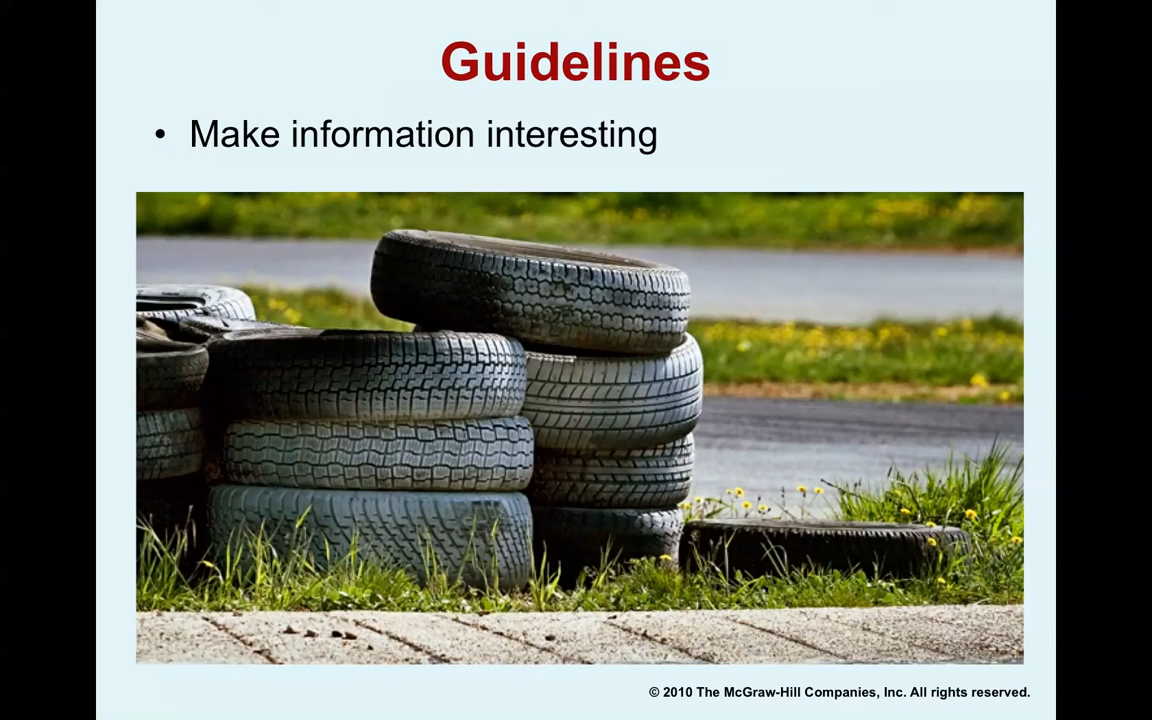 Guidelines
• Make information interesting
© 2010 The McGraw-Hill Companies, Inc. All rights reserved.